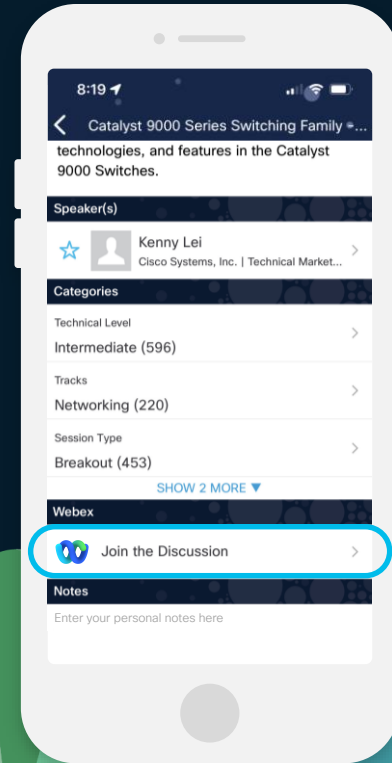 8:19
Catalyst 9000 Series Switching Family -...
technologies, and features in the Catalyst
9000 Switches.
Speaker(s)
Kenny Lei
Cisco Systems, Inc. | Technical Market...
Categories
Technical Level
Intermediate (596)
Tracks
Networking (220)
Session Type
Breakout (453)
SHOW 2 MORE ▼
Webex
Join the Discussion
Notes
Enter your personal notes here